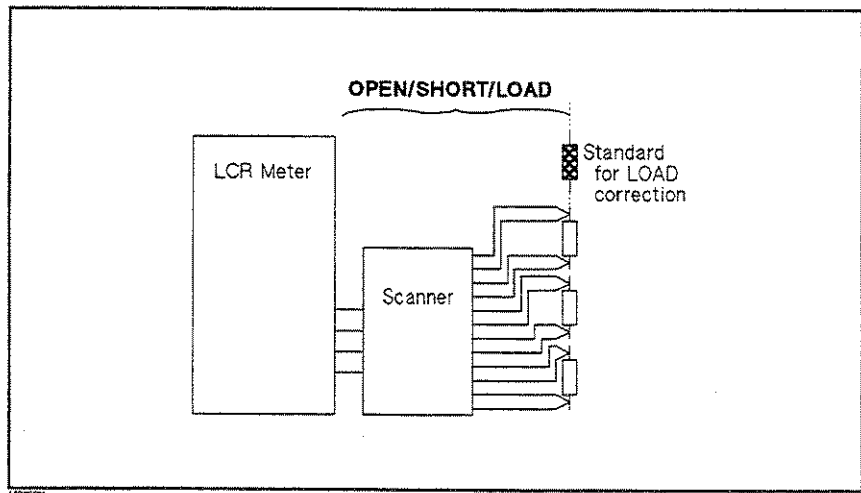 OPEN/SHORT/LOAD
LCR Meter
Standard
for LOAD
correction
Scanner